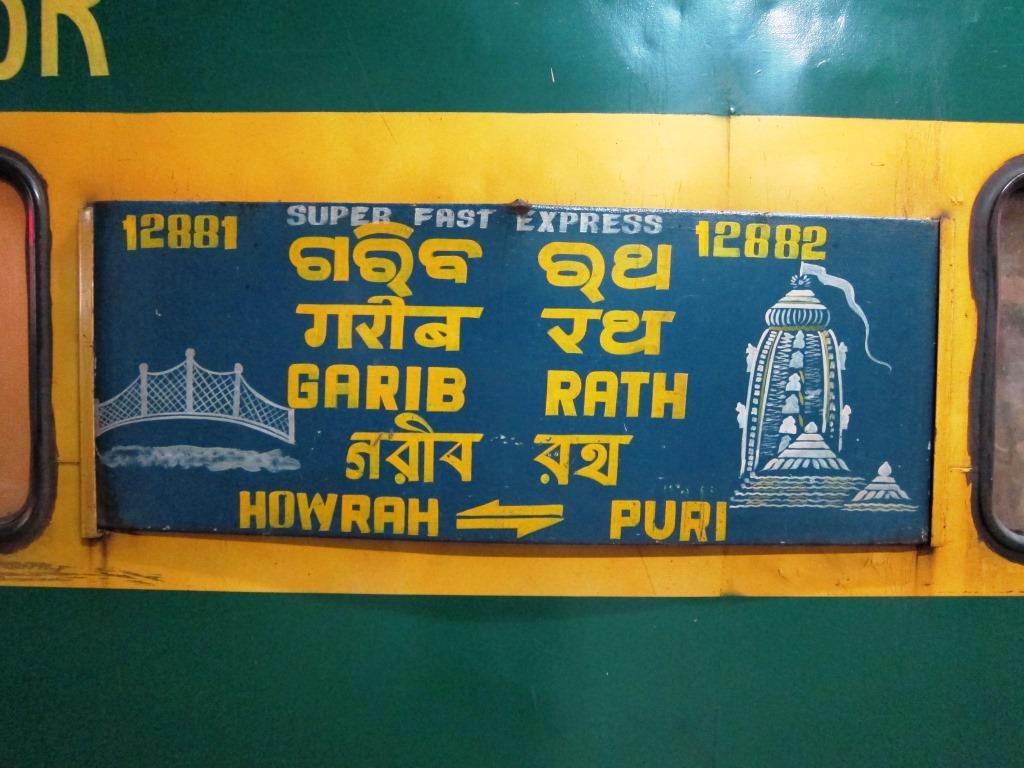 SUPER FAST EXPRESS
12881 12882
ଗରିବ ରଥ
गरीब रथ
GARIB RATH
গরীব রথ
HOWRAH ⇌ PURI